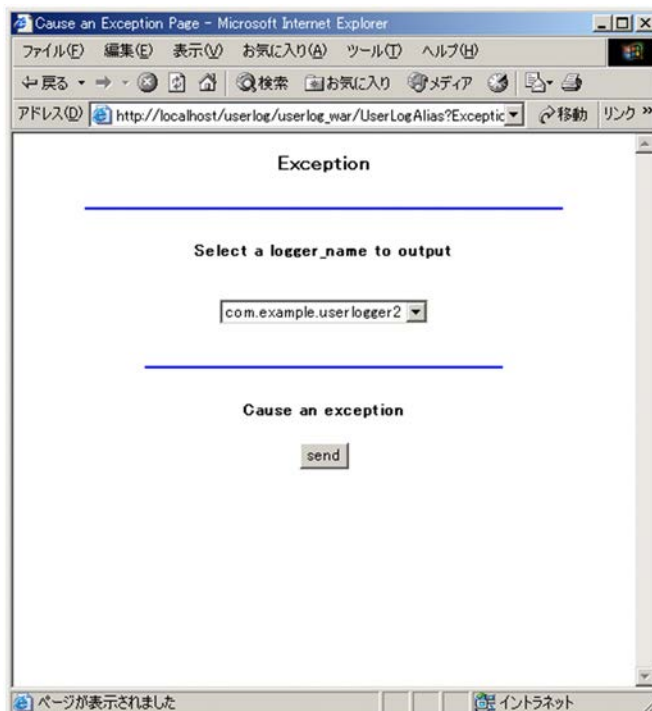 Cause an Exception Page - Microsoft Internet Explorer
ファイル(F) 編集(E) 表示(V) お気に入り(A) ツール(T) ヘルプ(H)
戻る 検索 お気に入り メディア
アドレス(D) http://localhost/userlog/userlog_war/UserLogAlias?Exceptic 移動 リンク »
Exception
Select a logger_name to output
com.example.userlogger2
Cause an exception
send
ページが表示されました イントラネット